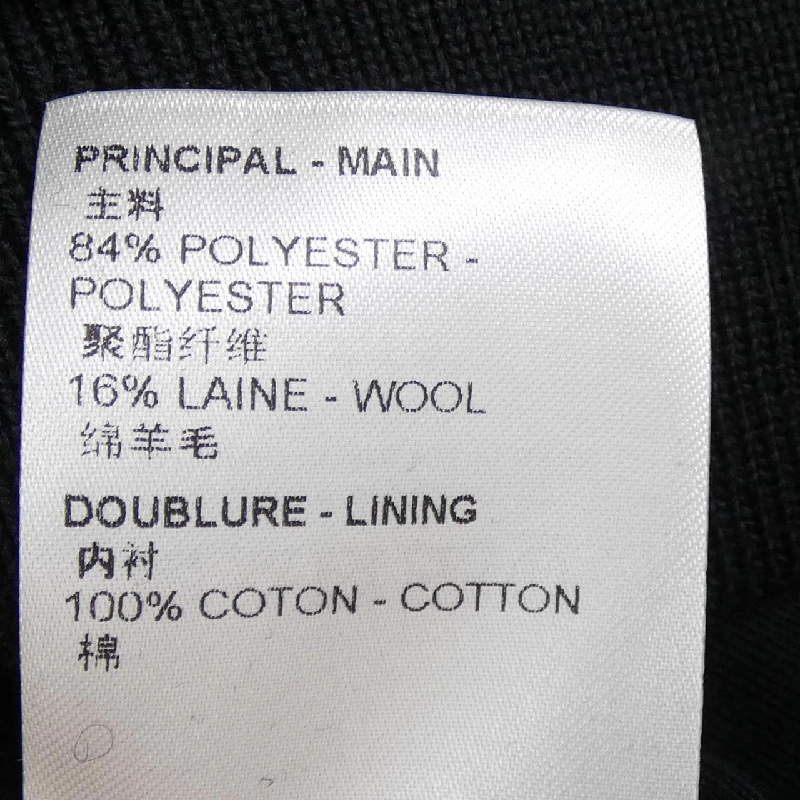 PRINCIPAL - MAIN
主料
84% POLYESTER -
POLYESTER
聚酯纤维
16% LAINE - WOOL
绵羊毛
DOUBLURE - LINING
内衬
100% COTON - COTTON
棉